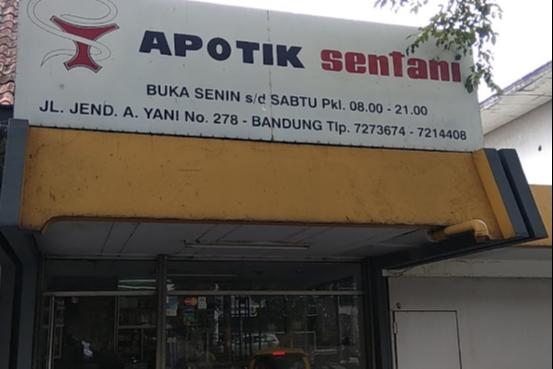 APOTIK sentani
BUKA SENIN s/d SABTU Pkl. 08.00 - 21.00
JL. JEND. A. YANI No. 278 - BANDUNG Tlp. 7273674 - 7214408